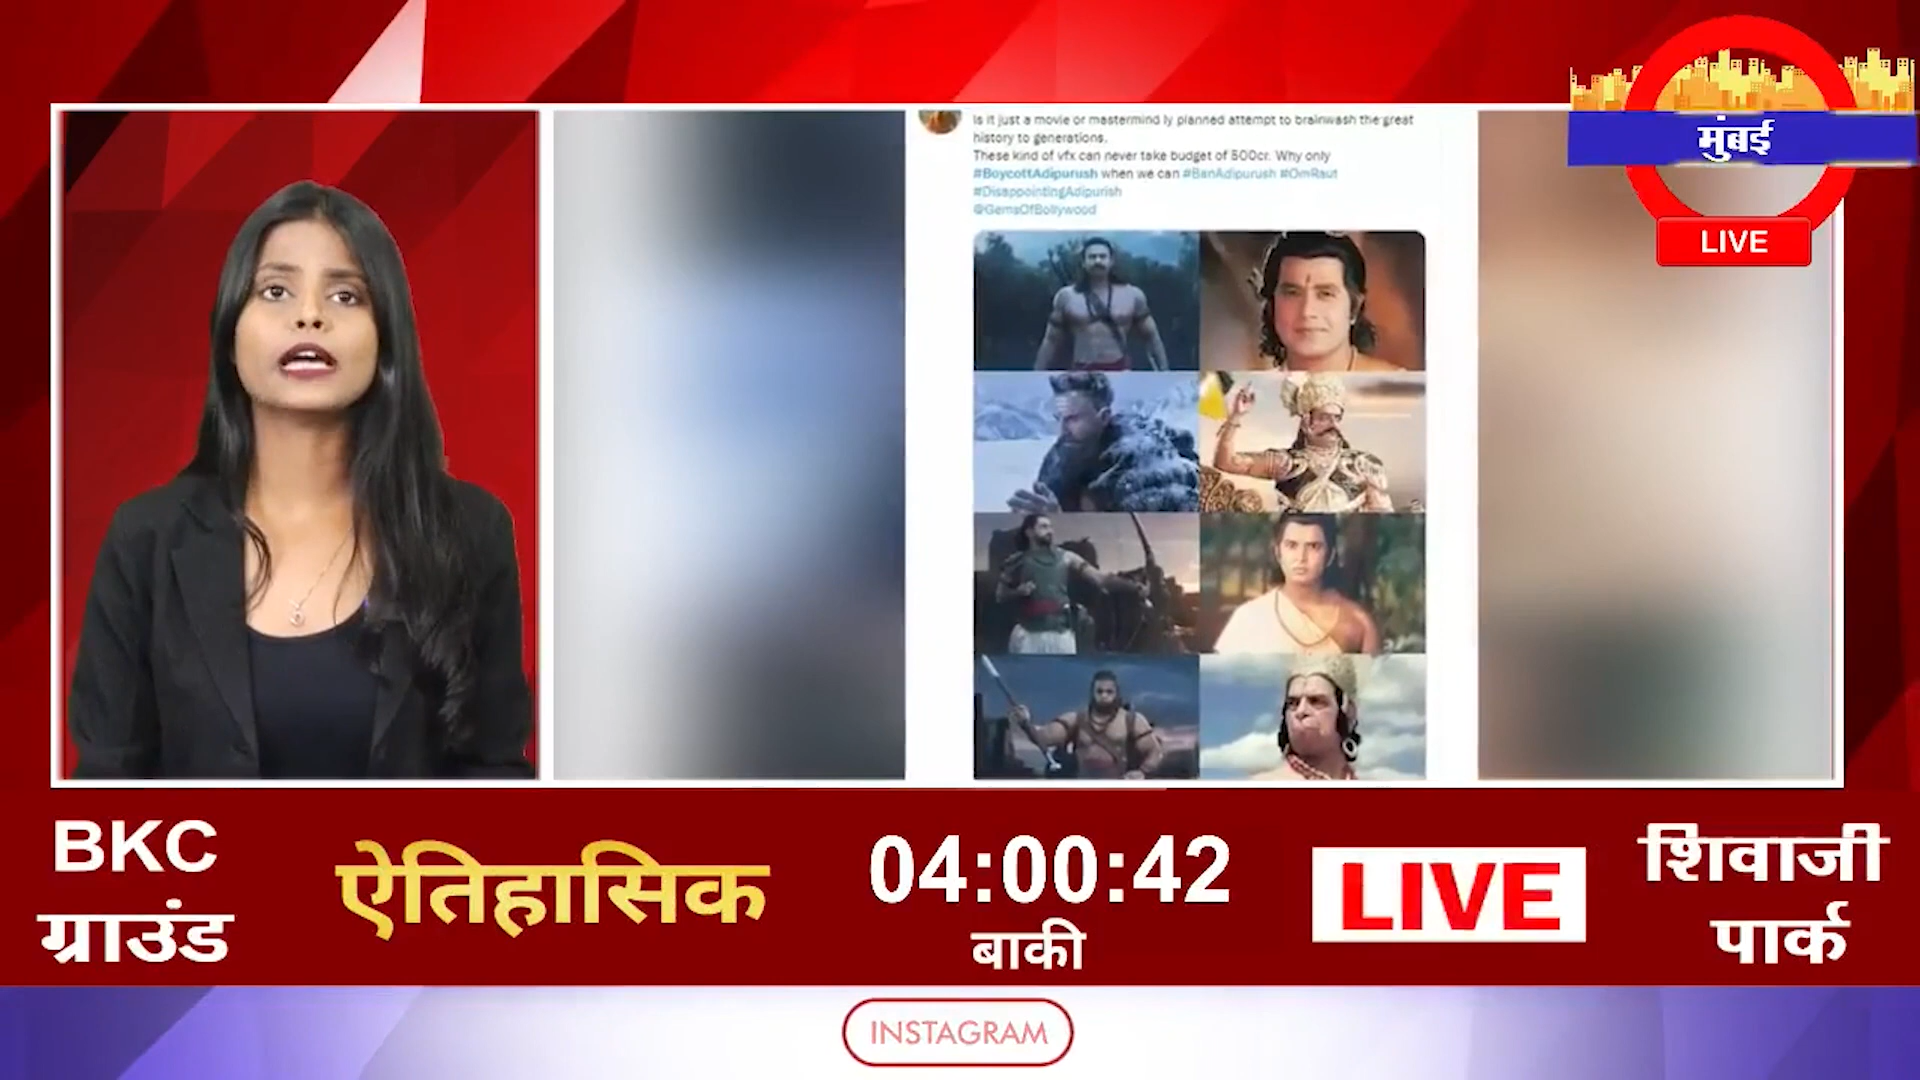 Is it just a movie or mastermind ly planned attempt to brainwash the great
history to generations.
These kind of vfx can never take budget of 500cr. Why only
#BoycottAdipurush when we can #BanAdipurush #OmRaut
#DisappointingAdipurish
@GemsOfBollywood
मुंबई
LIVE
BKC
ग्राउंड
ऐतिहासिक
04:00:42
बाकी
LIVE
शिवाजी
पार्क
INSTAGRAM